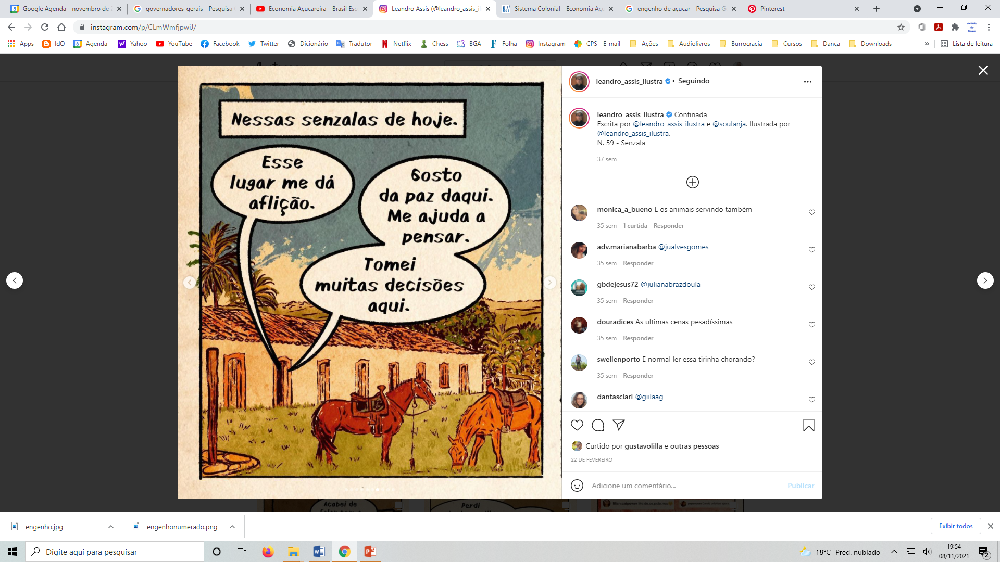 Google Agenda - novembro de 2
governadores-gerais - Pesquisa
Economia Açucareira - Brasil Esc
Leandro Assis (@leandro_assis_il
Sistema Colonial - Economia Açu
engenho de açucar - Pesquisa G
Pinterest
instagram.com/p/CLmWmfjpwiJ/
Apps
IdO
Agenda
Yahoo
YouTube
Facebook
Twitter
Dicionário
Tradutor
Netflix
Chess
BGA
Folha
Instagram
CPS - E-mail
Ações
Audiolivros
Burrocracia
Cursos
Dança
Downloads
»
Lista de leitura
Nessas senzalas de hoje.
Esse
lugar me dá
aflição.
Gosto
da paz daqui.
Me ajuda a
pensar.
Tomei
muitas decisões
aqui.
leandro_assis_ilustra • Seguindo
leandro_assis_ilustra Confinada
Escrita por @leandro_assis_ilustra e @soulanja. Ilustrada por
@leandro_assis_ilustra.
N. 59 - Senzala
37 sem
monica_a_bueno E os animais servindo também
35 sem 1 curtida Responder
adv.marianabarba @jualvesgomes
35 sem Responder
gbdejesus72 @julianabrazdoula
35 sem Responder
douradices As ultimas cenas pesadíssimas
35 sem Responder
swellenporto E normal ler essa tirinha chorando?
35 sem Responder
dantasclari @giilaag
Curtido por gustavolilla e outras pessoas
22 DE FEVEREIRO
Adicione um comentário...
Publicar
Acabei de
Perdi
engenho.jpg
engenhonumerado.png
Exibir todos
Digite aqui para pesquisar
18°C Pred. nublado
19:54
08/11/2021
2